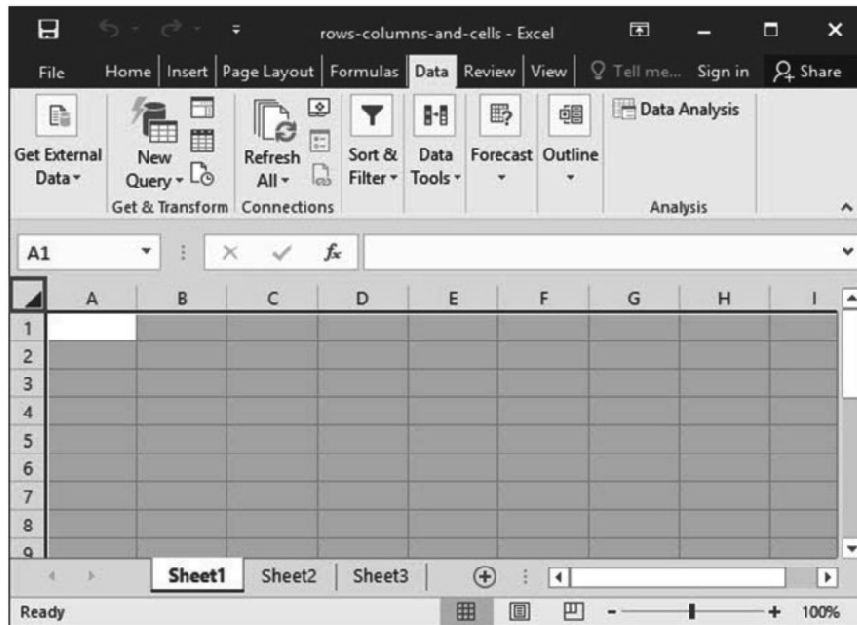 rows-columns-and-cells - Excel
File Home Insert Page Layout Formulas Data Review View Tell me... Sign in Share
Get External Data
New Query
Refresh All
Sort & Filter
Data Tools
Forecast
Outline
Data Analysis
Get & Transform
Connections
Analysis
A1
fx
A B C D E F G H I
1
2
3
4
5
6
7
8
9
Sheet1 Sheet2 Sheet3
Ready
100%